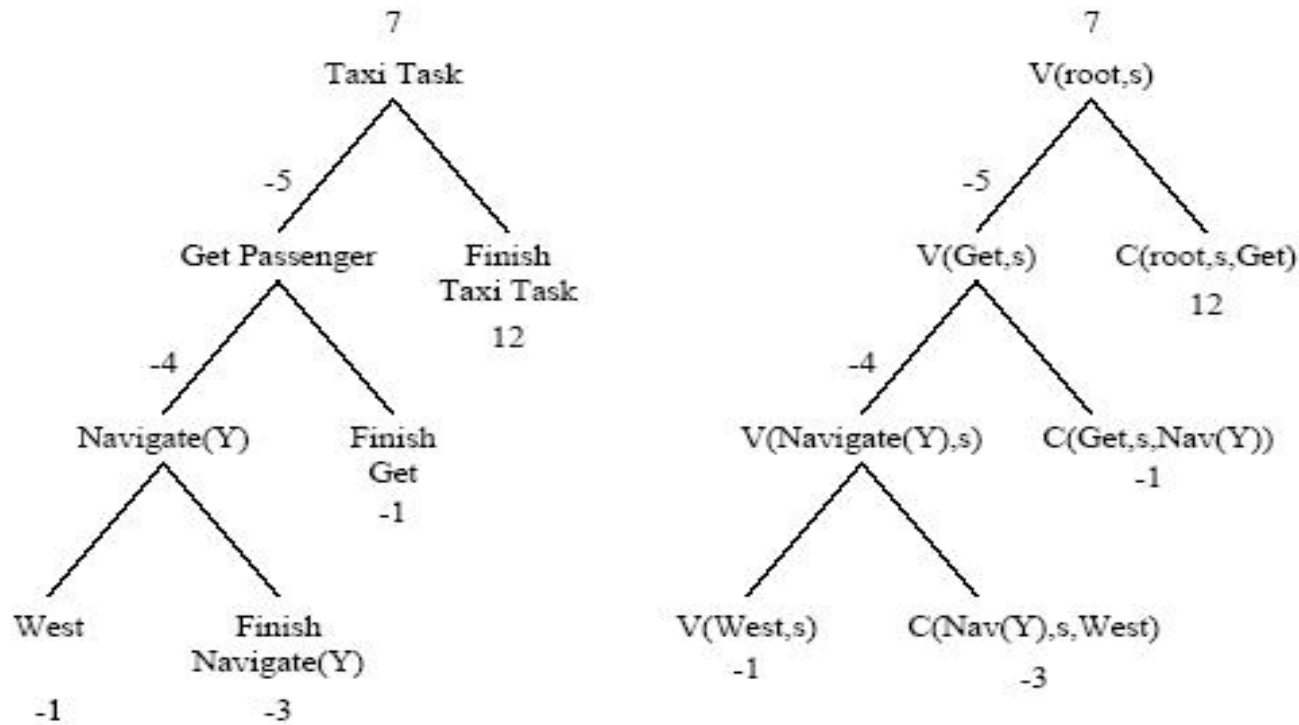 7
Taxi Task
-5
Get Passenger
Finish
Taxi Task
12
-4
Navigate(Y)
Finish
Get
-1
West
Finish
Navigate(Y)
-1
-3
7
V(root,s)
-5
V(Get,s)
C(root,s,Get)
12
-4
V(Navigate(Y),s)
C(Get,s,Nav(Y))
-1
V(West,s)
C(Nav(Y),s,West)
-1
-3